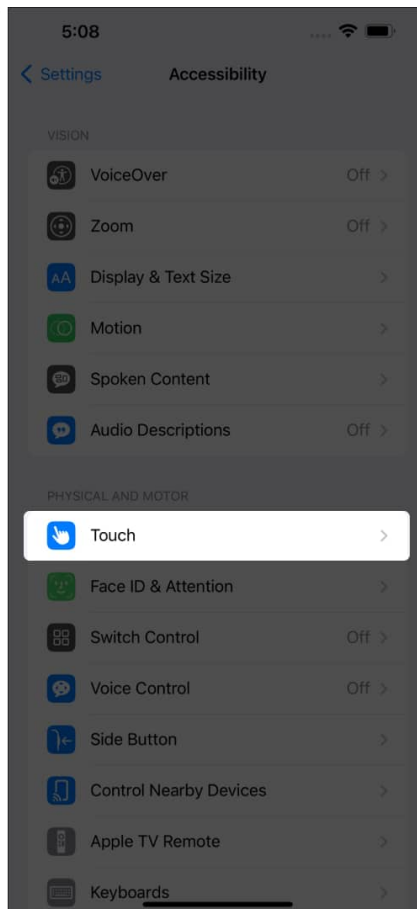 5:08
Settings
Accessibility
VISION
VoiceOver Off
Zoom Off
AA Display & Text Size
Motion
Spoken Content
Audio Descriptions Off
PHYSICAL AND MOTOR
Touch
Face ID & Attention
Switch Control Off
Voice Control Off
Side Button
Control Nearby Devices
Apple TV Remote
Keyboards